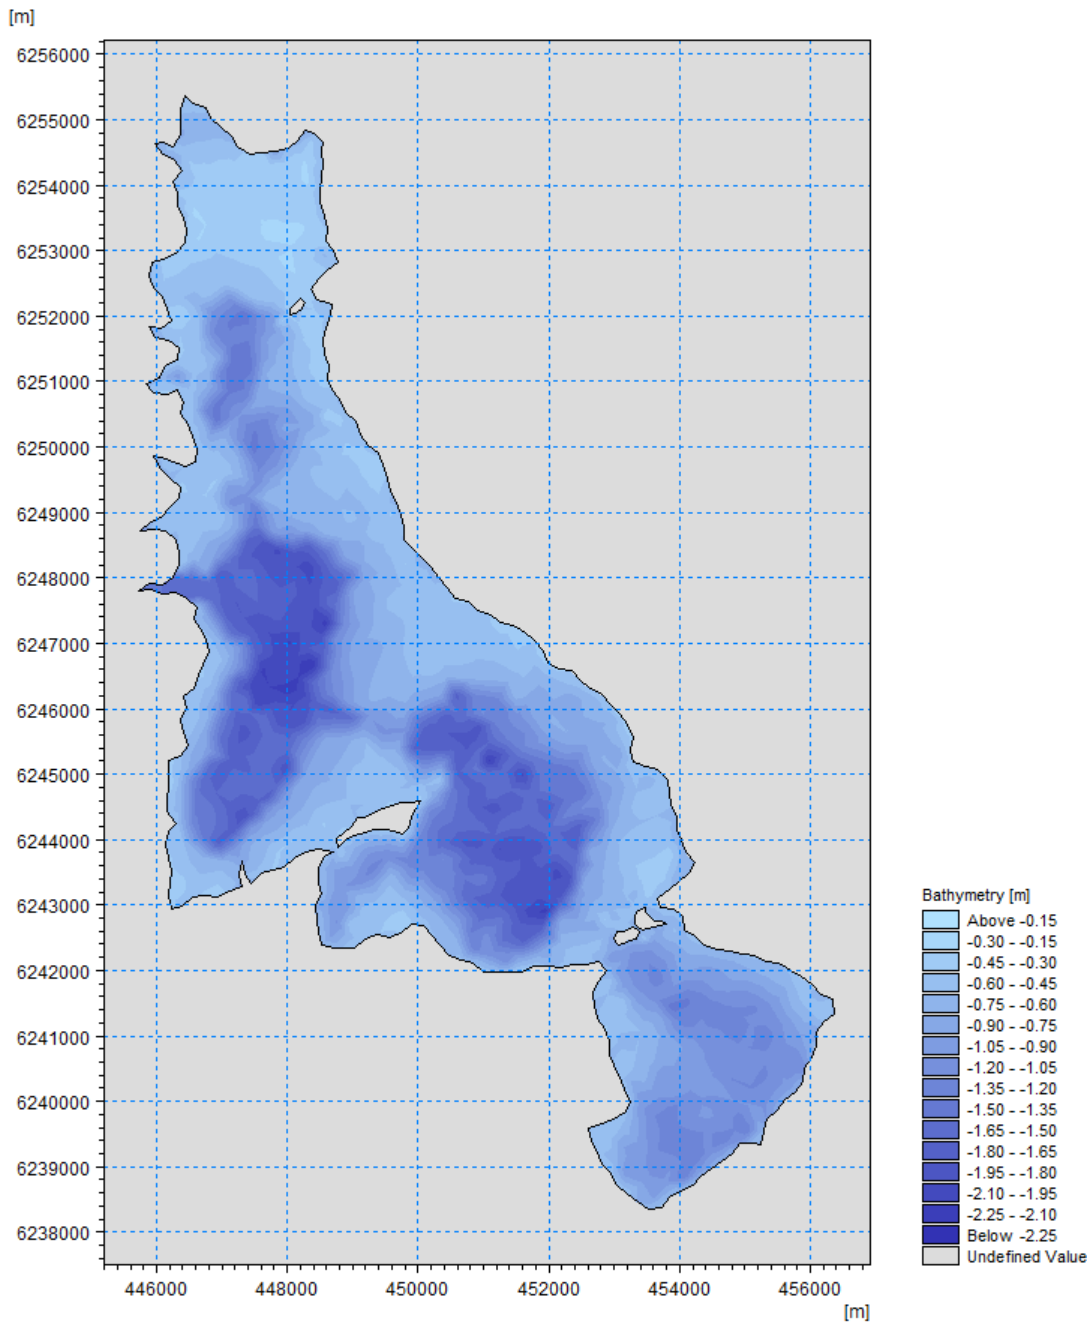 [m]
6256000
6255000
6254000
6253000
6252000
6251000
6250000
6249000
6248000
6247000
6246000
6245000
6244000
6243000
6242000
6241000
6240000
6239000
6238000
446000 448000 450000 452000 454000 456000
[m]
Bathymetry [m]
Above -0.15
-0.30 - -0.15
-0.45 - -0.30
-0.60 - -0.45
-0.75 - -0.60
-0.90 - -0.75
-1.05 - -0.90
-1.20 - -1.05
-1.35 - -1.20
-1.50 - -1.35
-1.65 - -1.50
-1.80 - -1.65
-1.95 - -1.80
-2.10 - -1.95
-2.25 - -2.10
Below -2.25
Undefined Value